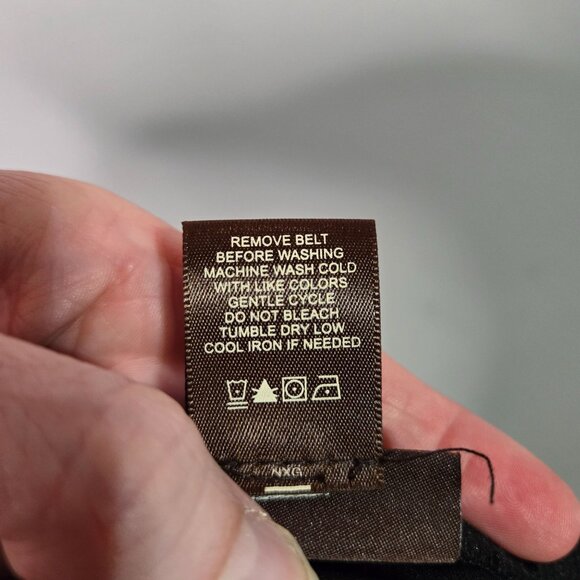 REMOVE BELT
BEFORE WASHING
MACHINE WASH COLD
WITH LIKE COLORS
GENTLE CYCLE
DO NOT BLEACH
TUMBLE DRY LOW
COOL IRON IF NEEDED
NXG